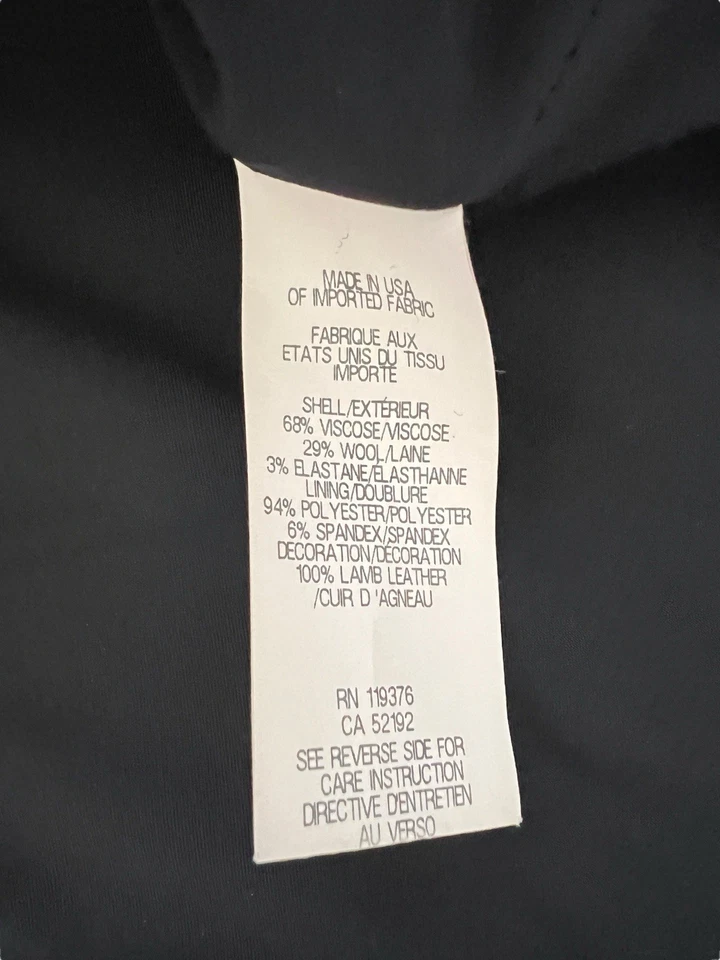 MADE IN USA
OF IMPORTED FABRIC
FABRIQUE AUX
ETATS UNIS DU TISSU
IMPORTE
SHELL/EXTÉRIEUR
68% VISCOSE/VISCOSE
29% WOOL/LAINE
3% ELASTANE/ÉLASTHANNE
LINING/DOUBLURE
94% POLYESTER/POLYESTER
6% SPANDEX/SPANDEX
DECORATION/DÉCORATION
100% LAMB LEATHER
/CUIR D 'AGNEAU
RN 119376
CA 52192
SEE REVERSE SIDE FOR
CARE INSTRUCTION
DIRECTIVE D'ENTRETIEN
AU VERSO